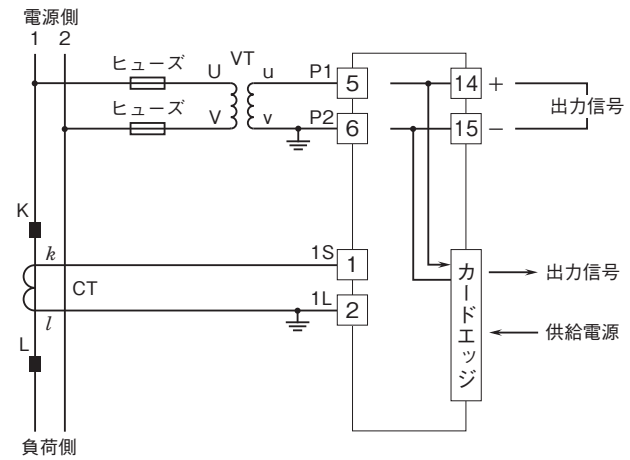 電源側
1 2
ヒューズ
U
VT
u
P1
5
14
+
ヒューズ
V
v
P2
6
15
−
出力信号
K
k
1S
1
CT
l
1L
2
L
カードエッジ
出力信号
供給電源
負荷側